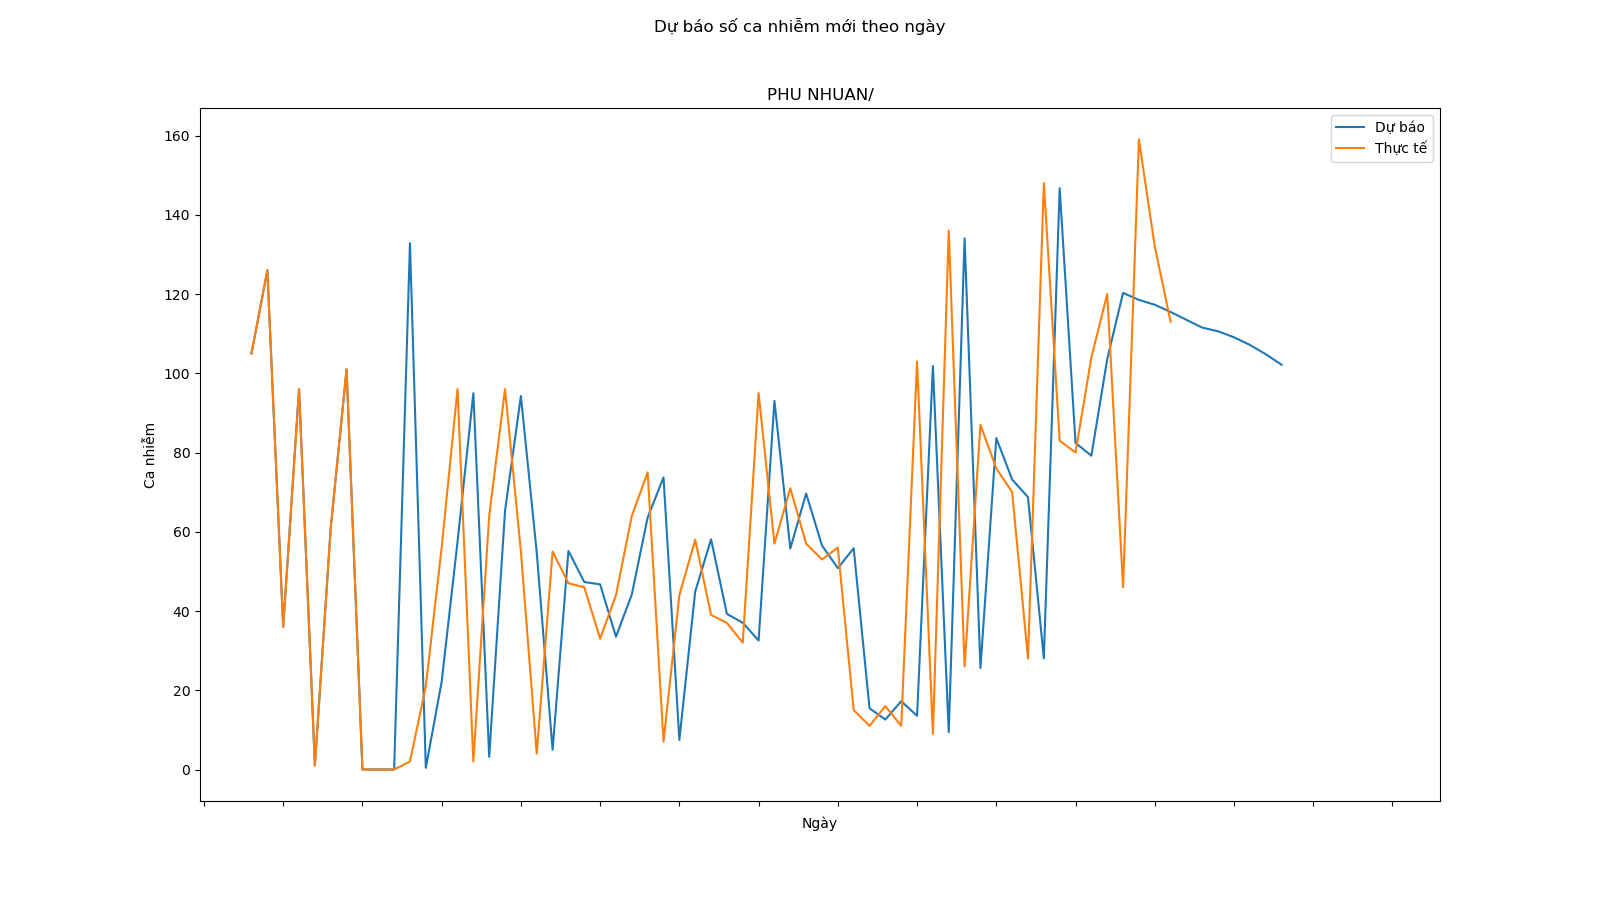 Dự báo số ca nhiễm mới theo ngày
PHU NHUAN/
Dự báo
Thực tế
160
140
120
100
80
60
40
20
0
Ca nhiễm
Ngày